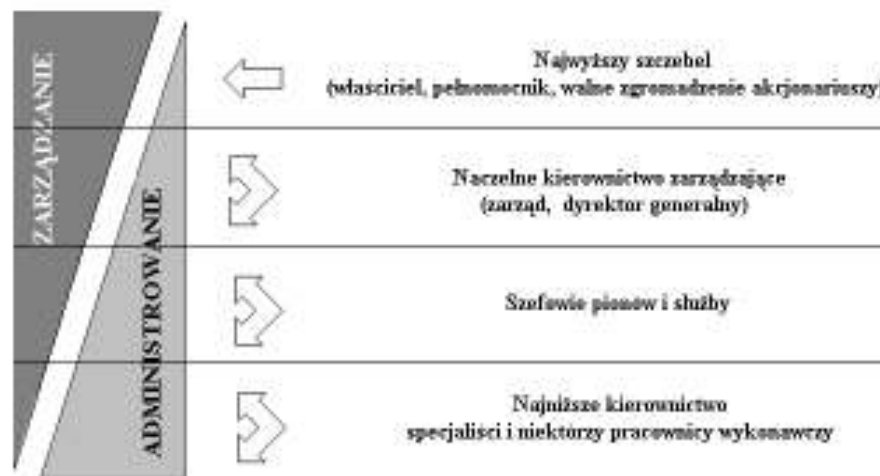 ZARZĄDZANIE
ADMINISTROWANIE
Najwyższy szczebel
(właściciel, pełnomocnik, walne zgromadzenie akcjonariuszy)
Naczelne kierownictwo zarządzające
(zarząd, dyrektor generalny)
Szefowie pionów i służby
Najniższe kierownictwo
specjaliści i niektórzy pracownicy wykonawczy